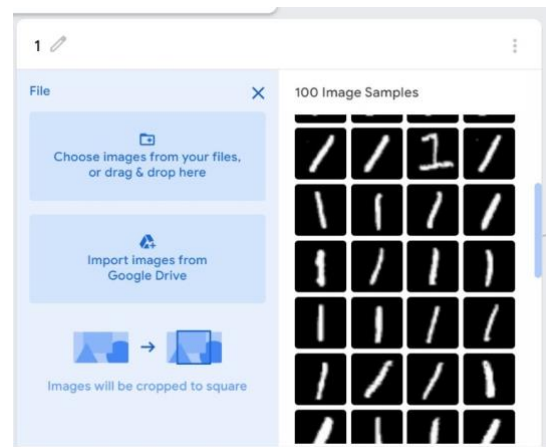 1
File
100 Image Samples
Choose images from your files,
or drag & drop here
Import images from
Google Drive
Images will be cropped to square